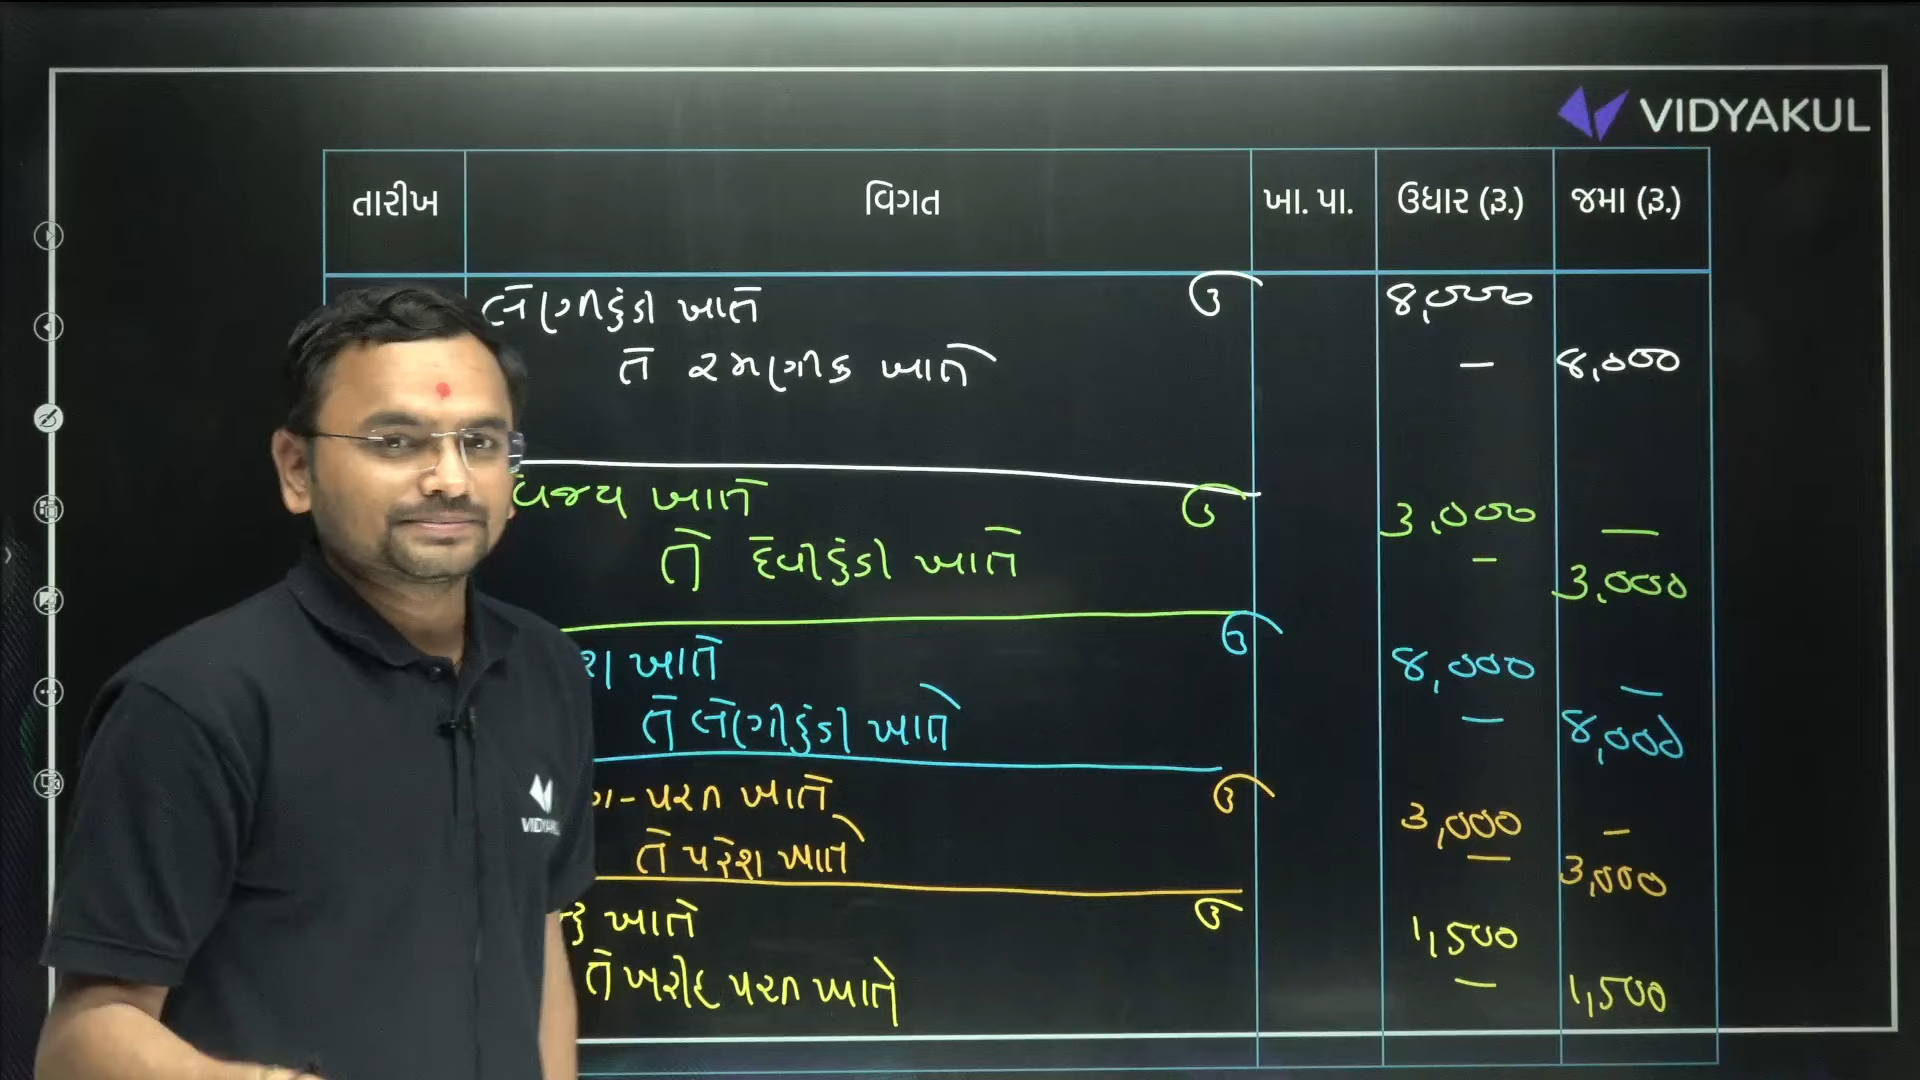 VIDYAKUL
તારીખ વિગત ખા. પા. ઉધાર (રૂ.) જમા (રૂ.)
લેણીહુંડી ખાતે ઉ 8,000
તે રમણીક ખાતે — 8,000
વિજય ખાતે ઉ 3,000 —
તે દેવીહુંડી ખાતે — 3,000
ખાતે ઉ 8,000 —
તે લેણીહુંડી ખાતે — 8,000
પરત ખાતે ઉ 3,000 —
તે પરેશ ખાતે — 3,000
ખાતે ઉ 1,500
તે ખરીદ પરત ખાતે — 1,500
VIDYAKUL